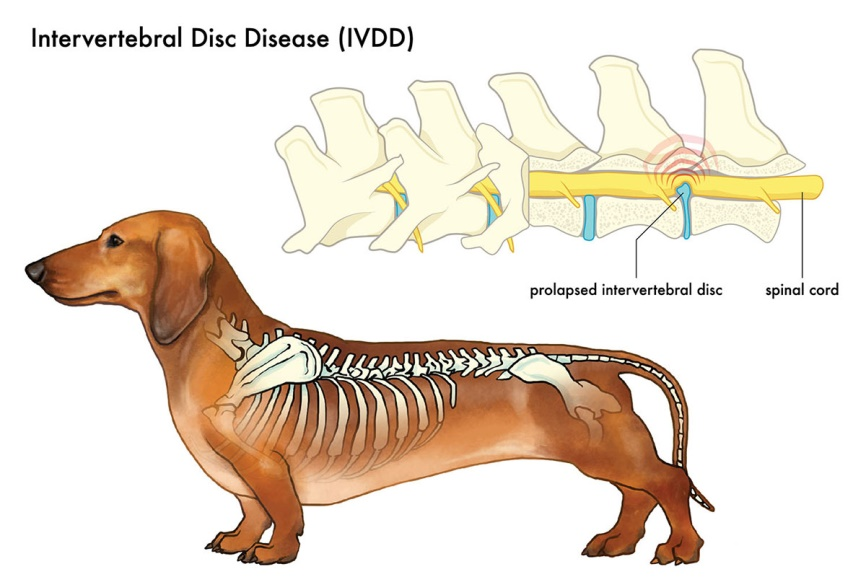 Intervertebral Disc Disease (IVDD)
prolapsed intervertebral disc
spinal cord